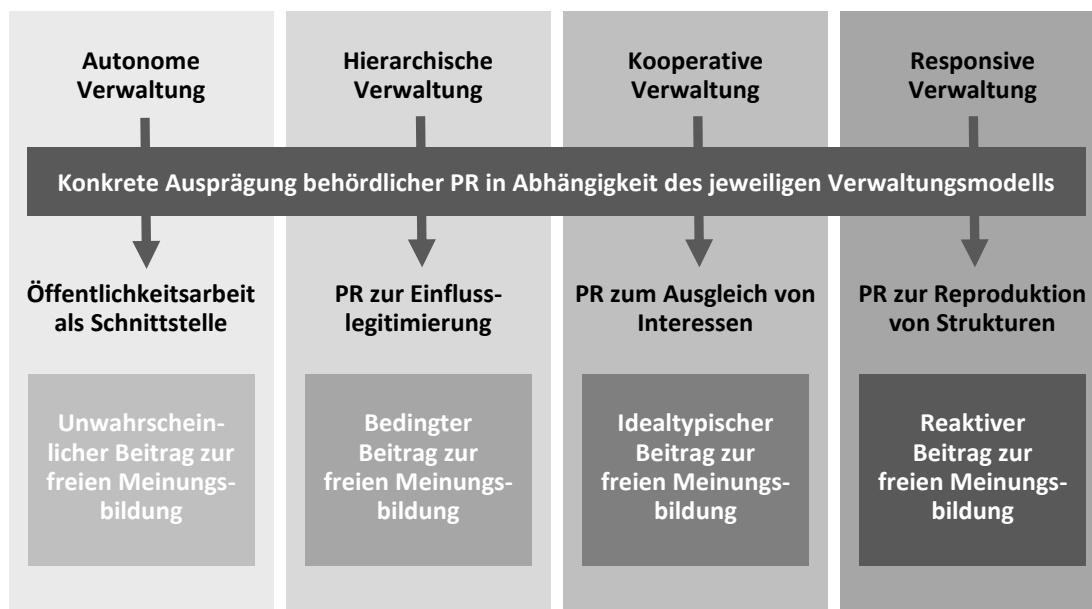 Autonome
Verwaltung
Hierarchische
Verwaltung
Kooperative
Verwaltung
Responsive
Verwaltung
Konkrete Ausprägung behördlicher PR in Abhängigkeit des jeweiligen Verwaltungsmodells
Öffentlichkeitsarbeit
als Schnittstelle
PR zur Einfluss-
legitimierung
PR zum Ausgleich von
Interessen
PR zur Reproduktion
von Strukturen
Unwahrschein-
licher Beitrag zur
freien Meinungs-
bildung
Bedingter
Beitrag zur
freien Meinungs-
bildung
Idealtypischer
Beitrag zur
freien Meinungs-
bildung
Reaktiver
Beitrag zur
freien Meinungs-
bildung